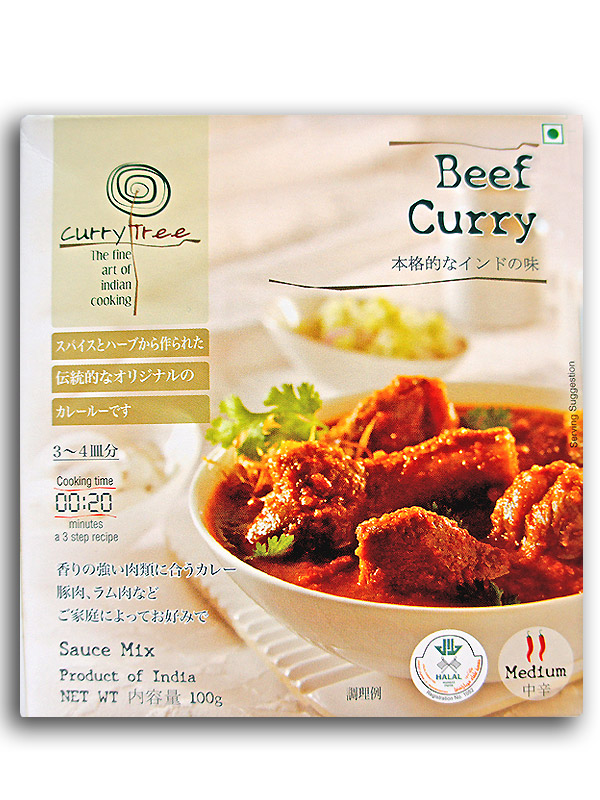 Beef
Curry
本格的なインドの味
curry Tree
The fine
art of
indian
cooking
スパイスとハーブから作られた
伝統的なオリジナルの
カレールーです
3～4皿分
Cooking time
00:20
minutes
a 3 step recipe
Serving Suggestion
香りの強い肉類に合うカレー
豚肉、ラム肉など
ご家庭によってお好みで
Sauce Mix
Product of India
NET WT 内容量 100g
調理例
HALAL
Medium
中辛